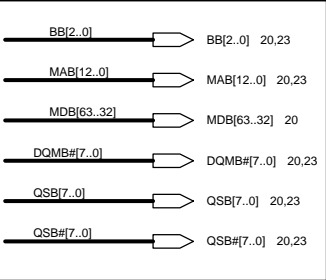 BB[2..0] BB[2..0] 20,23
MAB[12..0] MAB[12..0] 20,23
MDB[63..32] MDB[63..32] 20
DQMB#[7..0] DQMB#[7..0] 20,23
QSB[7..0] QSB[7..0] 20,23
QSB#[7..0] QSB#[7..0] 20,23